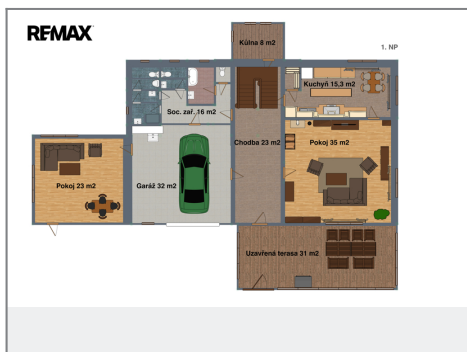 RE/MAX
1. NP
Kůlna 8 m2
Kuchyň 15,3 m2
Soc. zař. 16 m2
Chodba 23 m2
Pokoj 35 m2
Pokoj 23 m2
Garáž 32 m2
Uzavřená terasa 31 m2